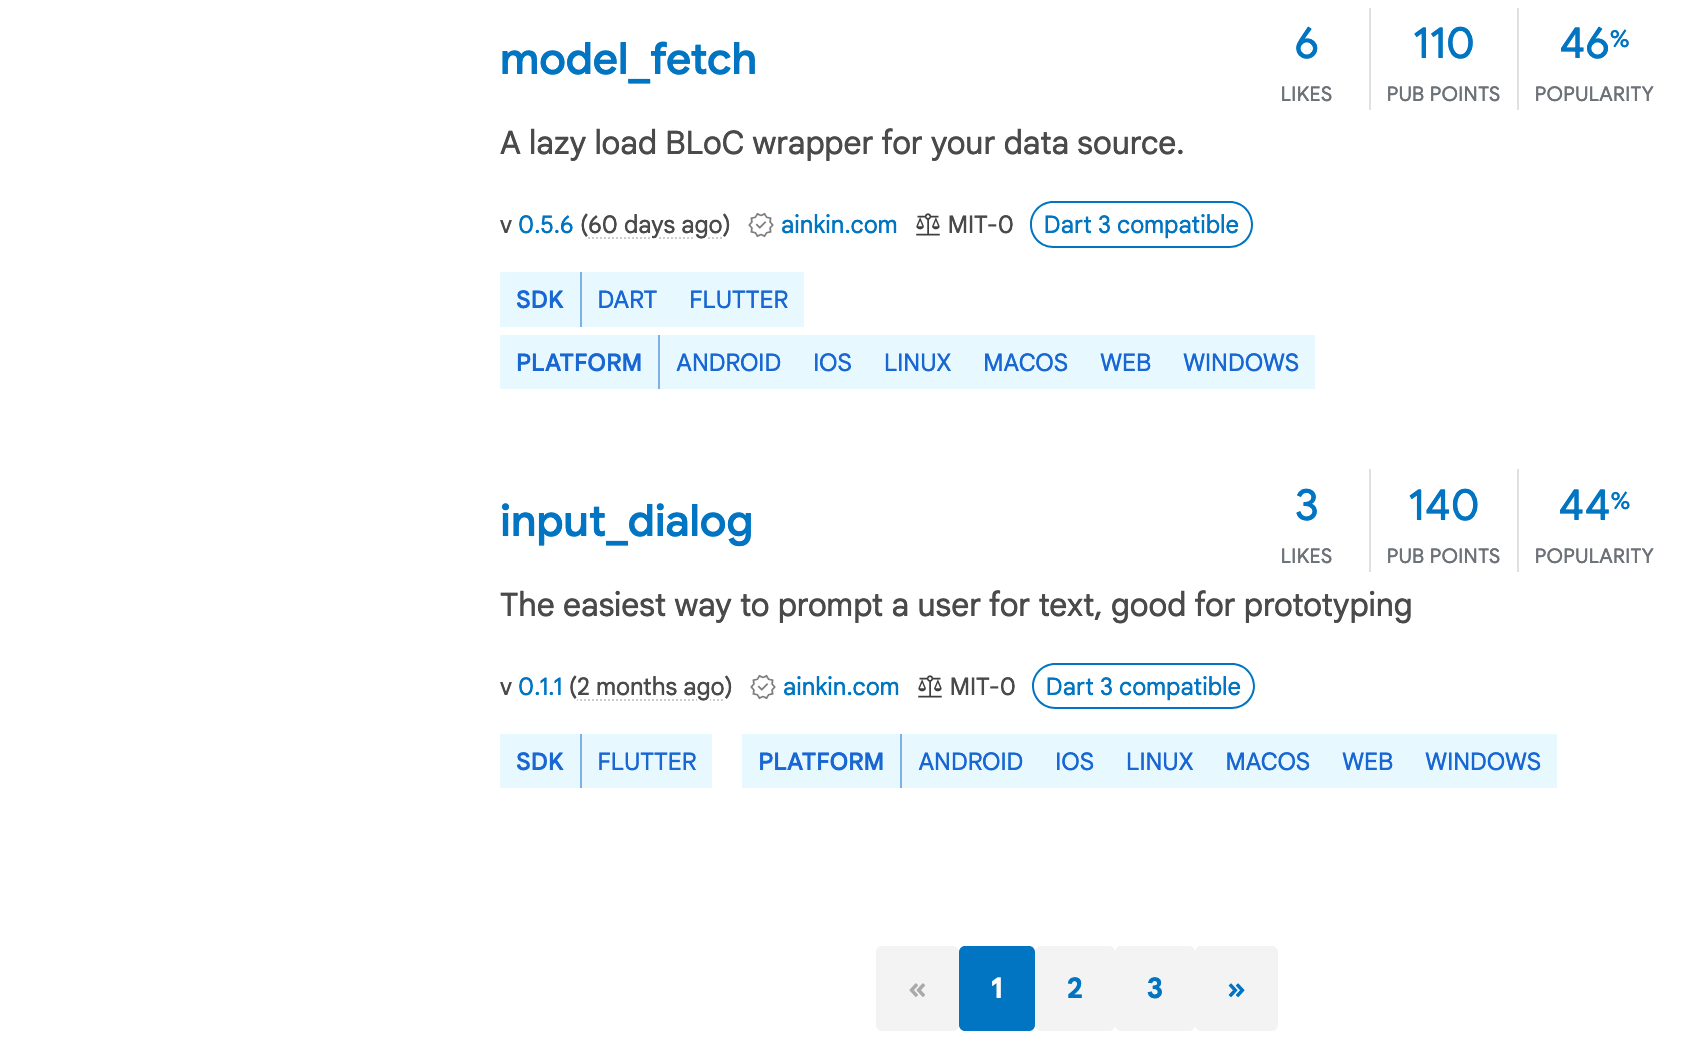 model_fetch
6 110 46%
LIKES PUB POINTS POPULARITY
A lazy load BLoC wrapper for your data source.
v 0.5.6 (60 days ago) ainkin.com MIT-0 Dart 3 compatible
SDK DART FLUTTER
PLATFORM ANDROID IOS LINUX MACOS WEB WINDOWS
input_dialog
3 140 44%
LIKES PUB POINTS POPULARITY
The easiest way to prompt a user for text, good for prototyping
v 0.1.1 (2 months ago) ainkin.com MIT-0 Dart 3 compatible
SDK FLUTTER PLATFORM ANDROID IOS LINUX MACOS WEB WINDOWS
« 1 2 3 »